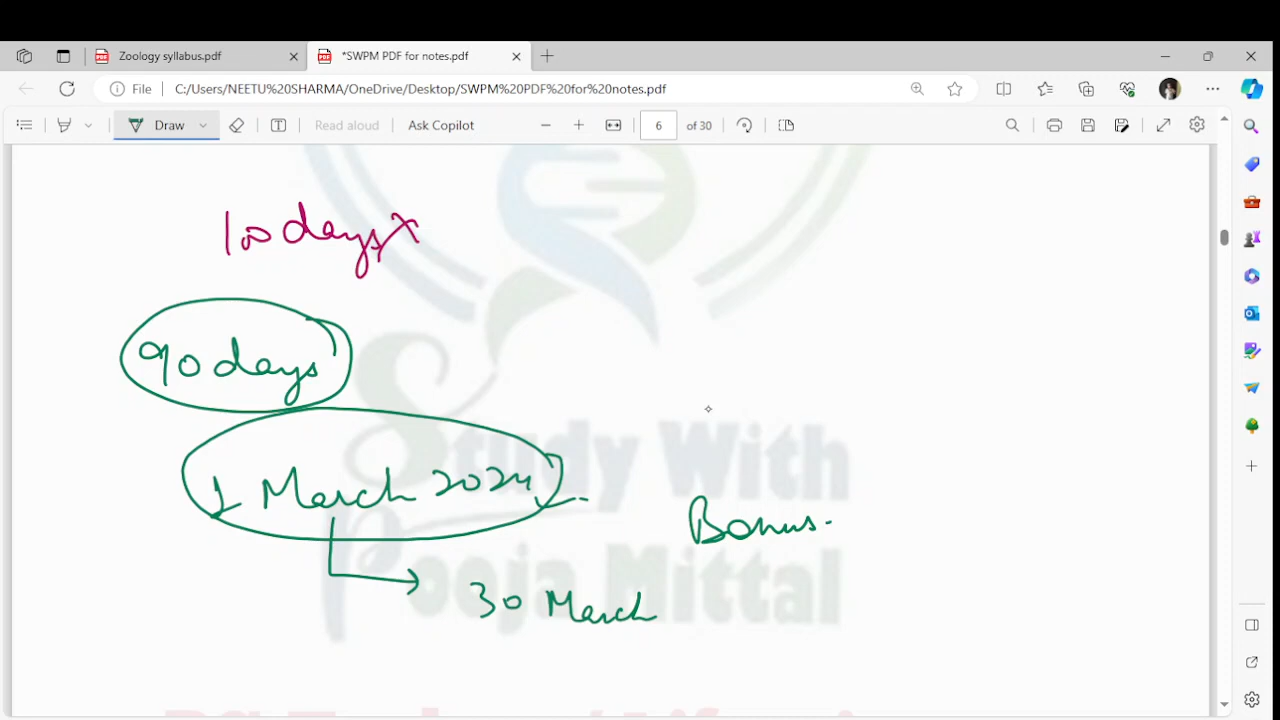 Zoology syllabus.pdf
*SWPM PDF for notes.pdf
File
C:/Users/NEETU%20SHARMA/OneDrive/Desktop/SWPM%20PDF%20for%20notes.pdf
Draw
Read aloud
Ask Copilot
6 of 30
10 days x
90 days
1 March 2024
Bonus.
30 March
Study With
Pooja Mittal